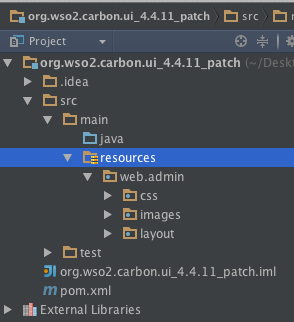 org.wso2.carbon.ui_4.4.11_patch src
Project
org.wso2.carbon.ui_4.4.11_patch (~/Desk
.idea
src
main
java
resources
web.admin
css
images
layout
test
org.wso2.carbon.ui_4.4.11_patch.iml
pom.xml
External Libraries